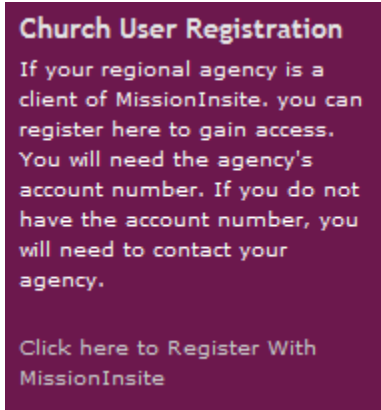 Church User Registration
If your regional agency is a
client of MissionInsite. you can
register here to gain access.
You will need the agency's
account number. If you do not
have the account number, you
will need to contact your
agency.
Click here to Register With
MissionInsite